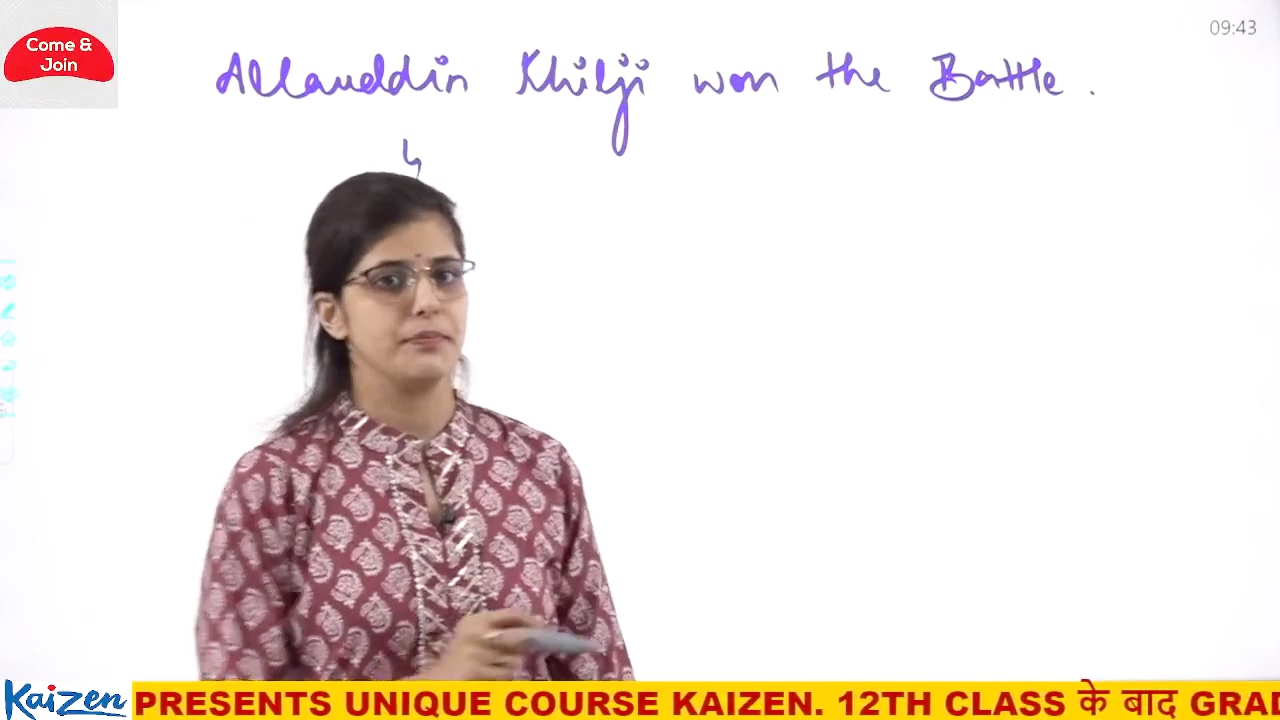 Come &
Join
09:43
Allauddin Khilji won the Battle.
Kaizen
PRESENTS UNIQUE COURSE KAIZEN. 12TH CLASS के बाद GRA